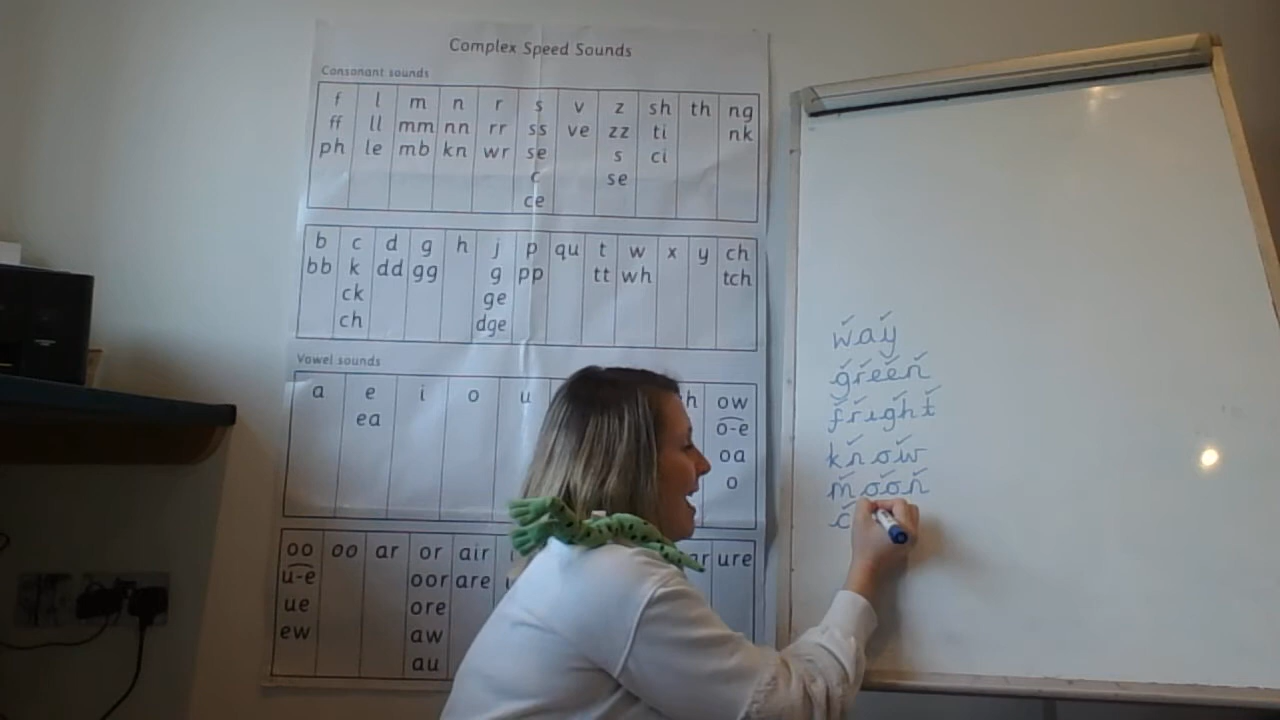 Complex Speed Sounds
Consonant sounds
f l m n r s v z sh th ng
ff ll mm nn rr ss ve zz ti nk
ph le mb kn wr se s ci
c se
ce
b c d g h j p qu t w x y ch
bb k dd gg g pp tt wh tch
ck ge
ch dge
Vowel sounds
a e i o u ow
ea o-e
oa
o
oo oo ar or air ure
u-e oor are
ue ore
ew aw
au
way
green
fright
know
moon
c